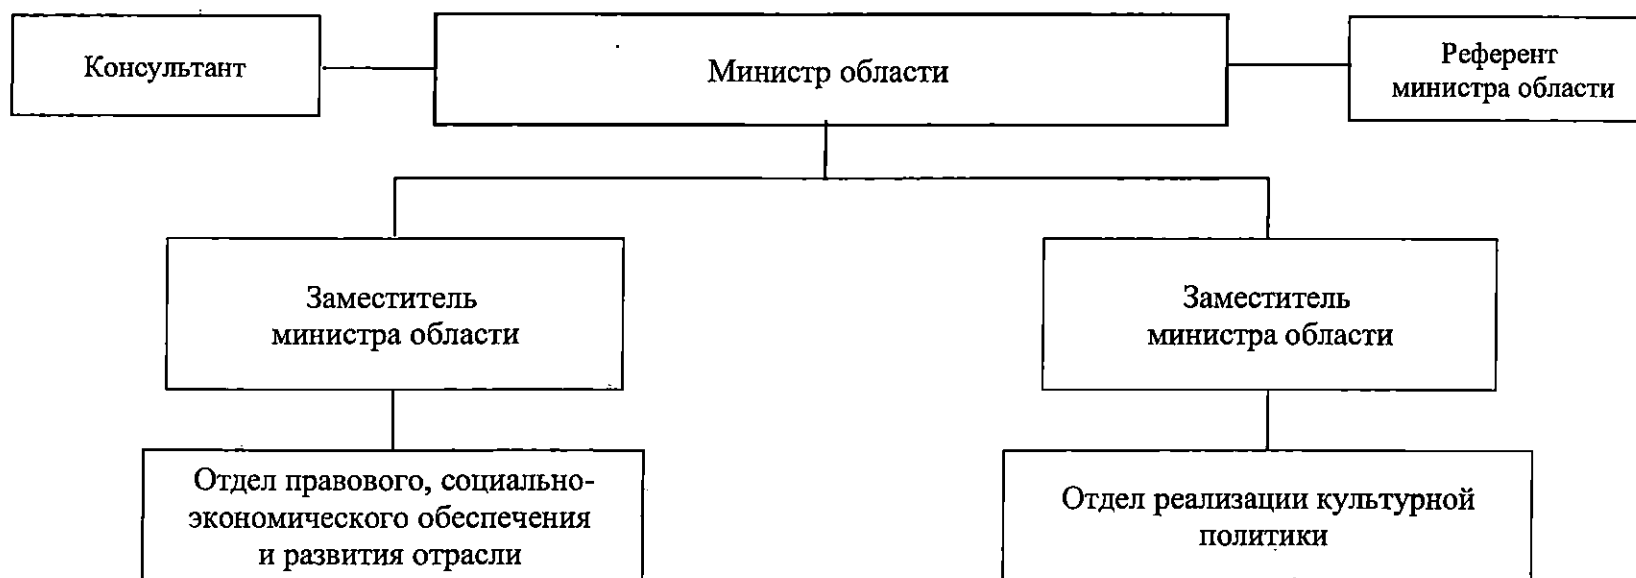 Консультант
Министр области
Референт
министра области
Заместитель
министра области
Заместитель
министра области
Отдел правового, социально-
экономического обеспечения
и развития отрасли
Отдел реализации культурной
политики